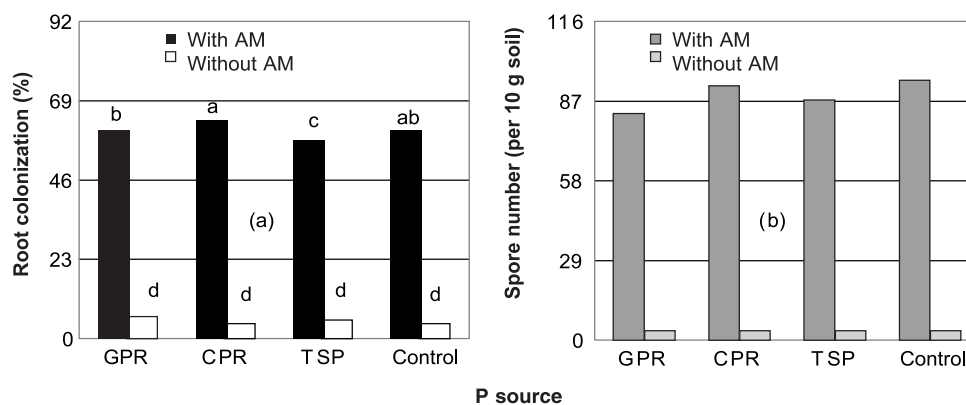 92
69
46
23
0
Root colonization (%)
With AM
Without AM
b
a
c
ab
(a)
d
d
d
d
GPR
CPR
TSP
Control
116
87
58
29
0
Spore number (per 10 g soil)
With AM
Without AM
(b)
GPR
CPR
TSP
Control
P source